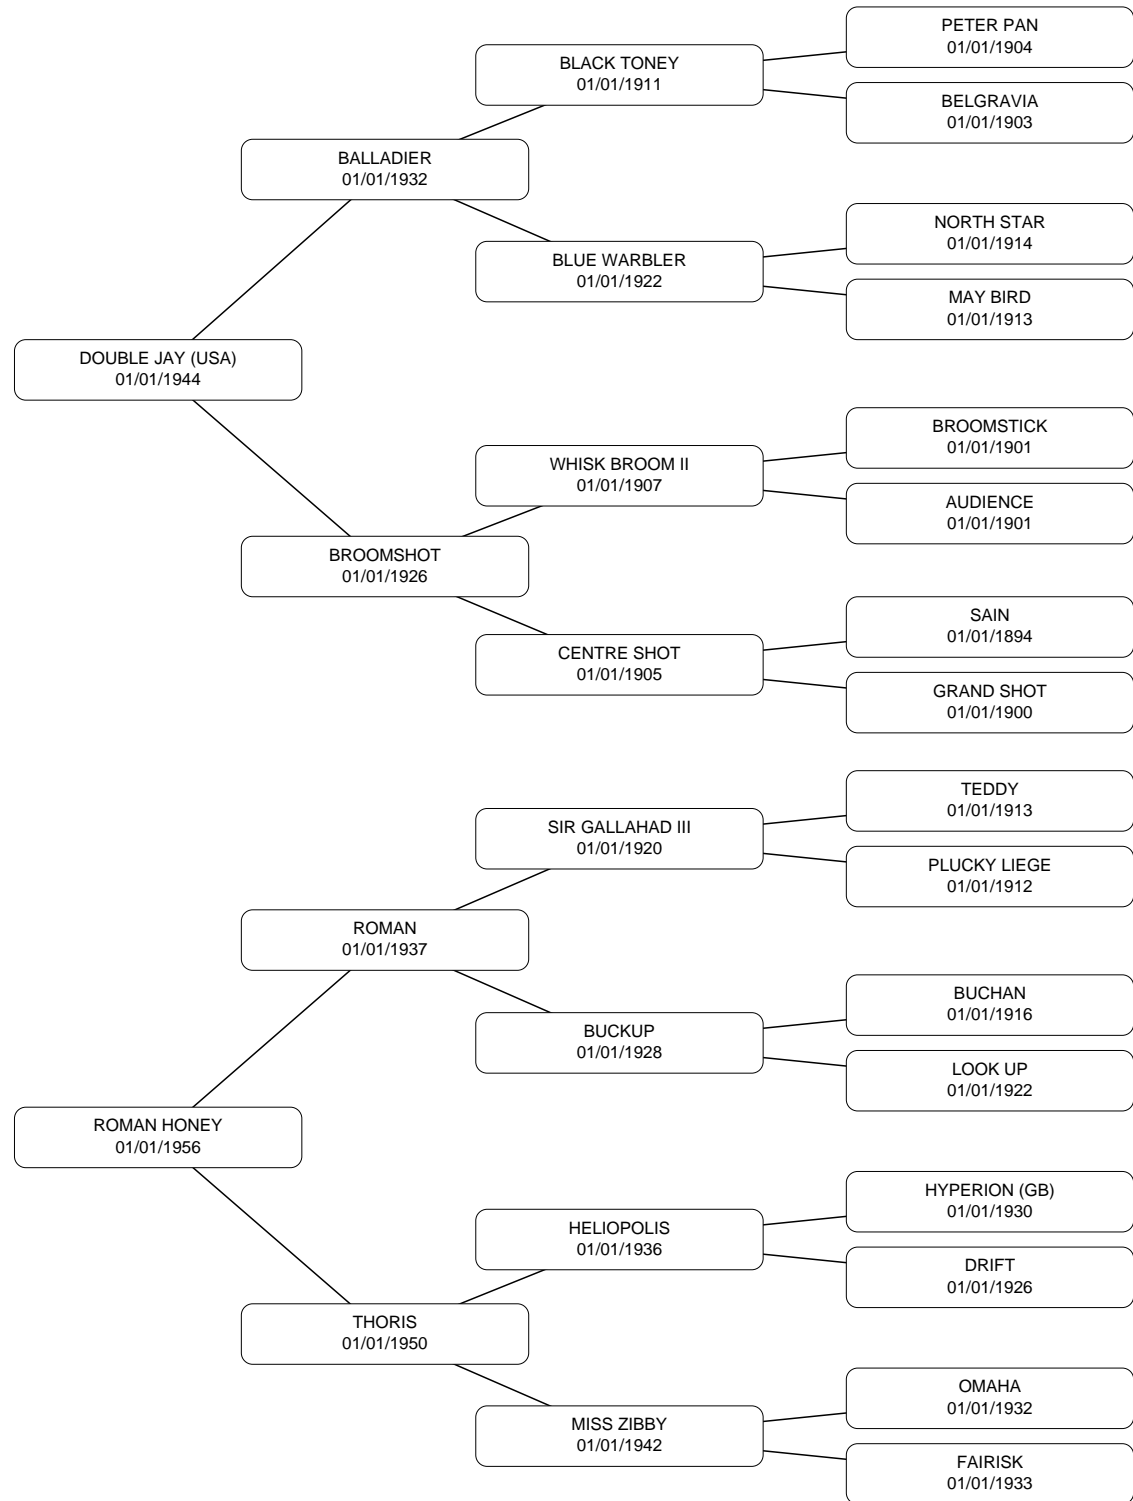 PETER PAN
01/01/1904
BLACK TONEY
01/01/1911
BELGRAVIA
01/01/1903
BALLADIER
01/01/1932
NORTH STAR
01/01/1914
BLUE WARBLER
01/01/1922
MAY BIRD
01/01/1913
DOUBLE JAY (USA)
01/01/1944
BROOMSTICK
01/01/1901
WHISK BROOM II
01/01/1907
AUDIENCE
01/01/1901
BROOMSHOT
01/01/1926
SAIN
01/01/1894
CENTRE SHOT
01/01/1905
GRAND SHOT
01/01/1900
TEDDY
01/01/1913
SIR GALLAHAD III
01/01/1920
PLUCKY LIEGE
01/01/1912
ROMAN
01/01/1937
BUCHAN
01/01/1916
BUCKUP
01/01/1928
LOOK UP
01/01/1922
ROMAN HONEY
01/01/1956
HYPERION (GB)
01/01/1930
HELIOPOLIS
01/01/1936
DRIFT
01/01/1926
THORIS
01/01/1950
OMAHA
01/01/1932
MISS ZIBBY
01/01/1942
FAIRISK
01/01/1933